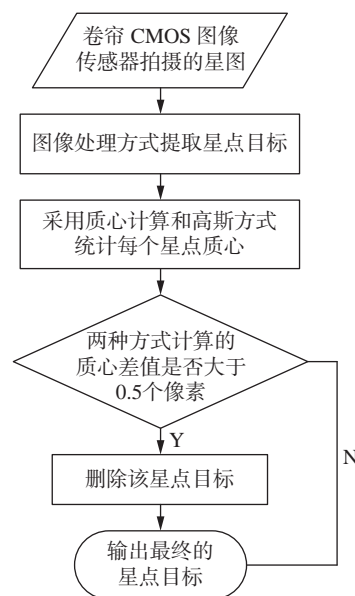 卷帘 CMOS 图像
传感器拍摄的星图
图像处理方式提取星点目标
采用质心计算和高斯方式
统计每个星点质心
两种方式计算的
质心差值是否大于
0.5个像素
Y
N
删除该星点目标
输出最终的
星点目标